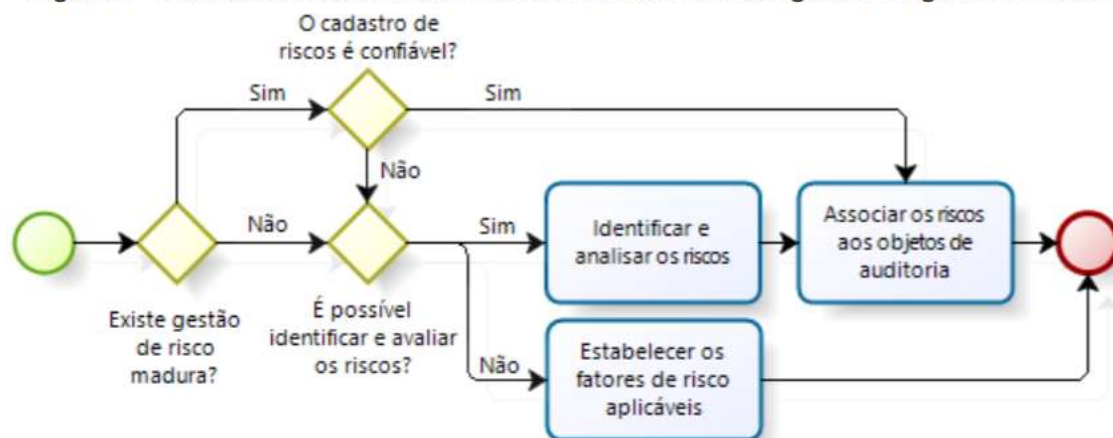 O cadastro de
riscos é confiável?
Sim
Sim
Não
Não
Sim
Identificar e
analisar os riscos
Associar os riscos
aos objetos de
auditoria
Existe gestão
de risco
madura?
É possível
identificar e avaliar
os riscos?
Não
Estabelecer os
fatores de risco
aplicáveis